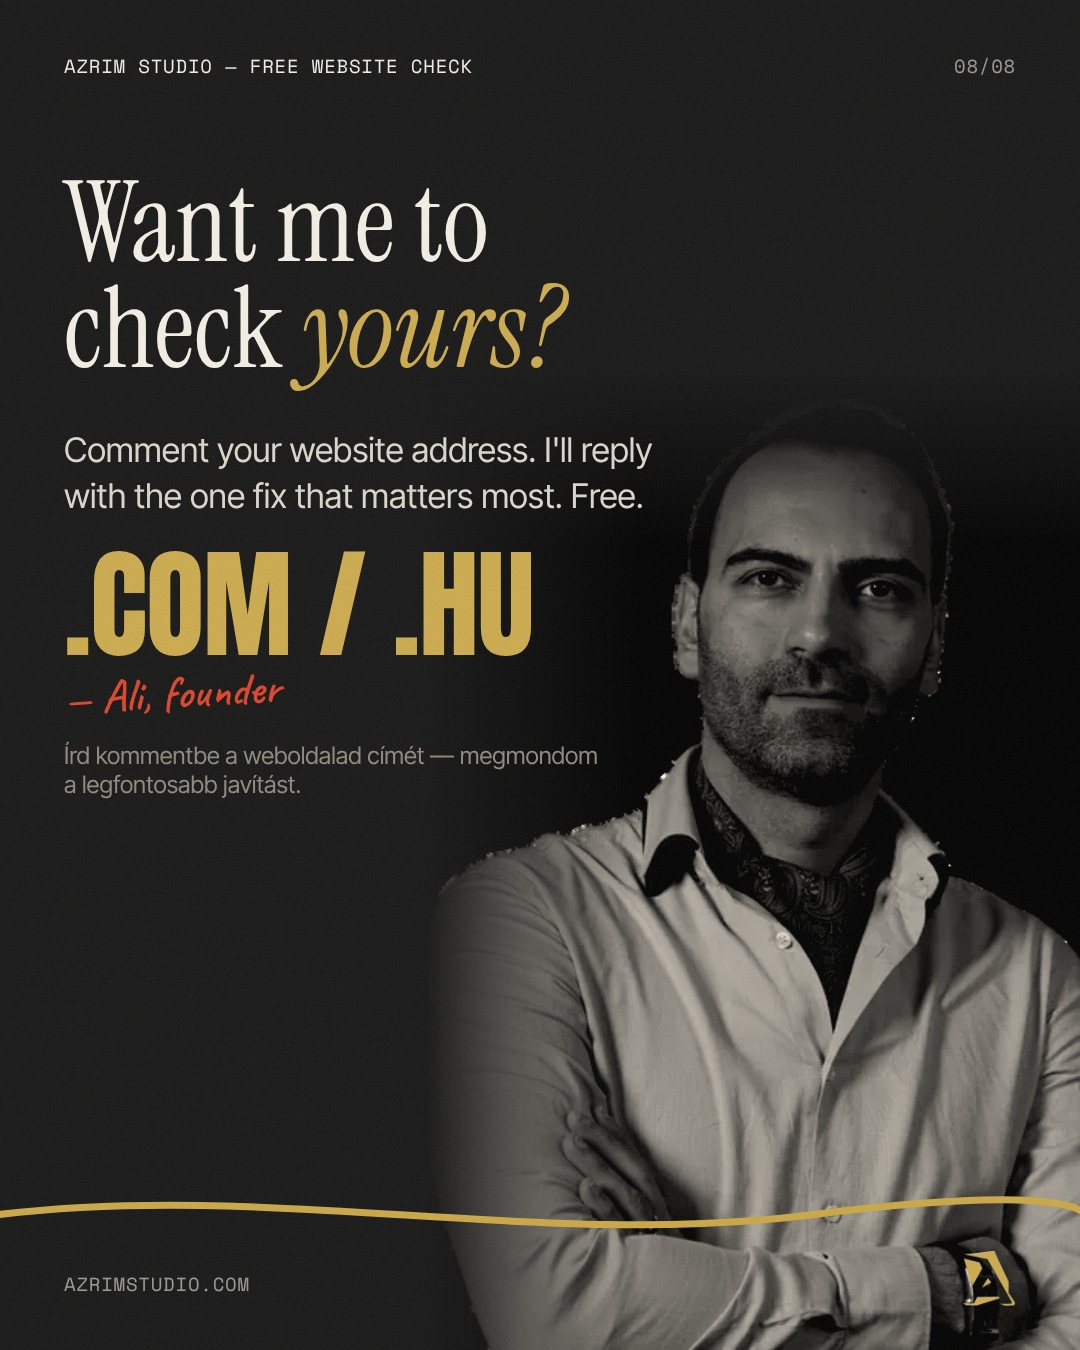 AZRIM STUDIO — FREE WEBSITE CHECK
08/08
Want me to
check yours?
Comment your website address. I'll reply
with the one fix that matters most. Free.
.COM / .HU
— Ali, founder
Írd kommentbe a weboldalad címét — megmondom
a legfontosabb javítást.
AZRIMSTUDIO.COM
A